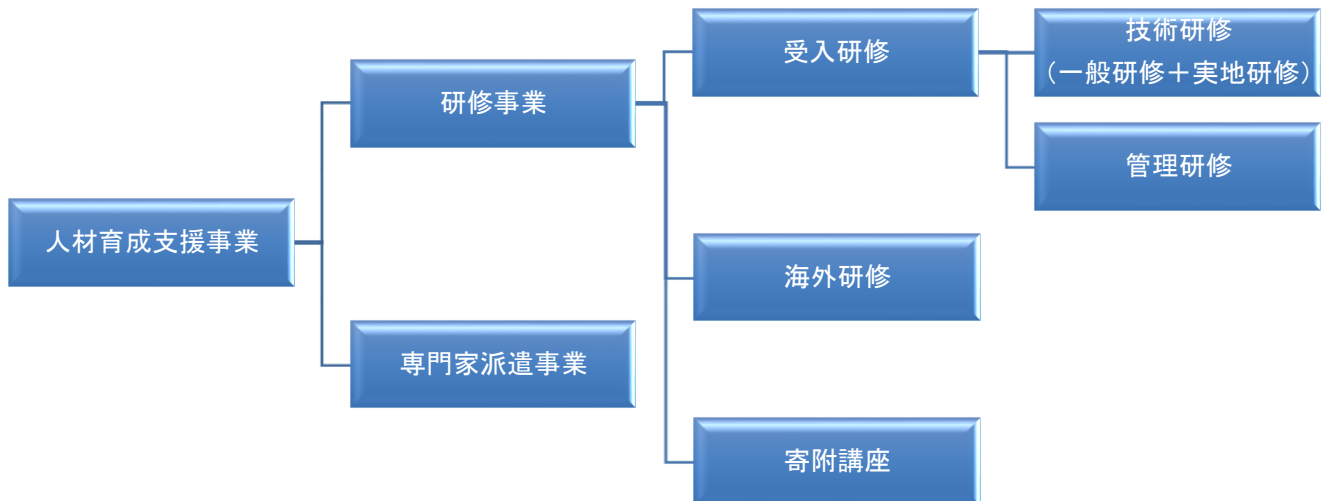 人材育成支援事業
研修事業
専門家派遣事業
受入研修
海外研修
寄附講座
技術研修
（一般研修＋実地研修）
管理研修